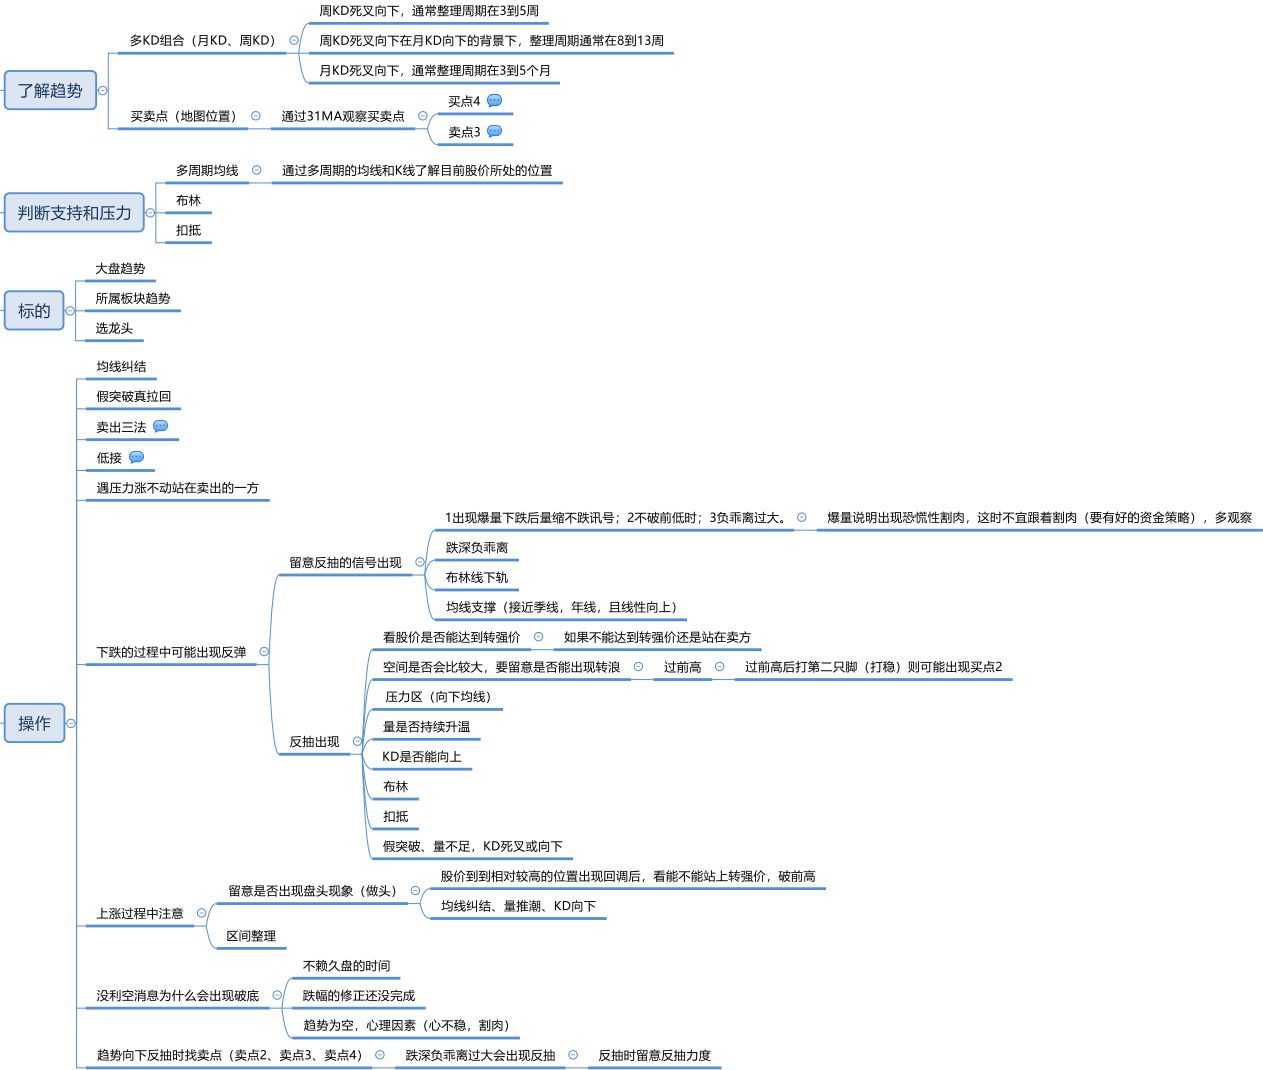 了解趋势
多KD组合（月KD、周KD）
周KD死叉向下，通常整理周期在3到5周
周KD死叉向下在月KD向下的背景下，整理周期通常在8到13周
月KD死叉向下，通常整理周期在3到5个月
买卖点（地图位置）
通过31MA观察买卖点
买点4
卖点3
判断支持和压力
多周期均线
通过多周期的均线和K线了解目前股价所处的位置
布林
扣抵
标的
大盘趋势
所属板块趋势
选龙头
操作
均线纠结
假突破真拉回
卖出三法
低接
遇压力涨不动站在卖出的一方
下跌的过程中可能出现反弹
留意反抽的信号出现
1出现爆量下跌后量缩不跌讯号；2不破前低时；3负乖离过大。
爆量说明出现恐慌性割肉，这时不宜跟着割肉（要有好的资金策略），多观察
跌深负乖离
布林线下轨
均线支撑（接近季线，年线，且线性向上）
反抽出现
看股价是否能达到转强价
如果不能达到转强价还是站在卖方
空间是否会比较大，要留意是否能出现转浪
过前高
过前高后打第二只脚（打稳）则可能出现买点2
压力区（向下均线）
量是否持续升温
KD是否能向上
布林
扣抵
假突破、量不足，KD死叉或向下
上涨过程中注意
留意是否出现盘头现象（做头）
股价到到相对较高的位置出现回调后，看能不能站上转强价，破前高
均线纠结、量推潮、KD向下
区间整理
没利空消息为什么会出现破底
不赖久盘的时间
跌幅的修正还没完成
趋势为空，心理因素（心不稳，割肉）
趋势向下反抽时找卖点（卖点2、卖点3、卖点4）
跌深负乖离过大会出现反抽
反抽时留意反抽力度